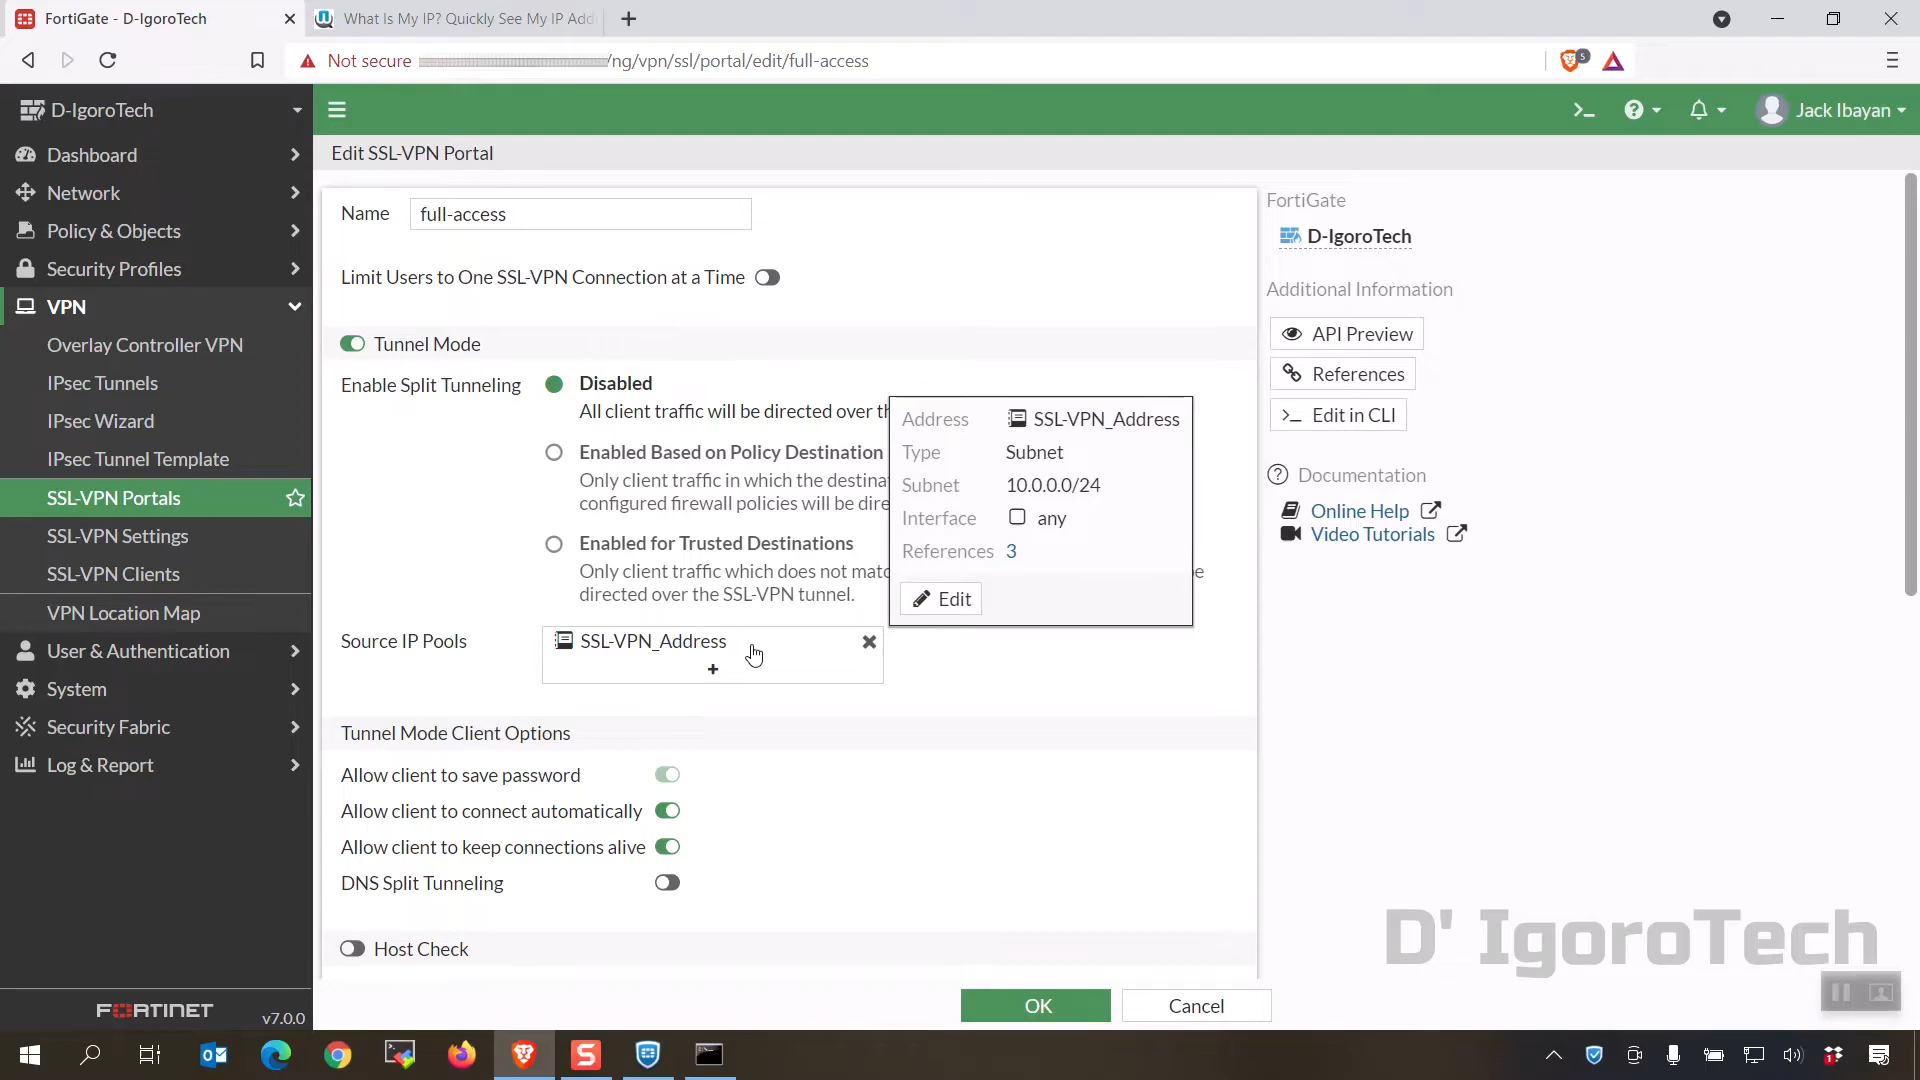 FortiGate - D-IgoroTech
What Is My IP? Quickly See My IP Add
Not secure
/ng/vpn/ssl/portal/edit/full-access
5
D-IgoroTech
Jack Ibayan
Dashboard
Network
Policy & Objects
Security Profiles
VPN
Overlay Controller VPN
IPsec Tunnels
IPsec Wizard
IPsec Tunnel Template
SSL-VPN Portals
SSL-VPN Settings
SSL-VPN Clients
VPN Location Map
User & Authentication
System
Security Fabric
Log & Report
FORTINET
v7.0.0
Edit SSL-VPN Portal
Name
full-access
Limit Users to One SSL-VPN Connection at a Time
Tunnel Mode
Enable Split Tunneling
Disabled
All client traffic will be directed over th
Enabled Based on Policy Destination
Only client traffic in which the destina
configured firewall policies will be dire
Enabled for Trusted Destinations
Only client traffic which does not matc
be
directed over the SSL-VPN tunnel.
Address SSL-VPN_Address
Type Subnet
Subnet 10.0.0.0/24
Interface any
References 3
Edit
Source IP Pools
SSL-VPN_Address
+
Tunnel Mode Client Options
Allow client to save password
Allow client to connect automatically
Allow client to keep connections alive
DNS Split Tunneling
Host Check
OK
Cancel
FortiGate
D-IgoroTech
Additional Information
API Preview
References
>_ Edit in CLI
Documentation
Online Help
Video Tutorials
D' IgoroTech